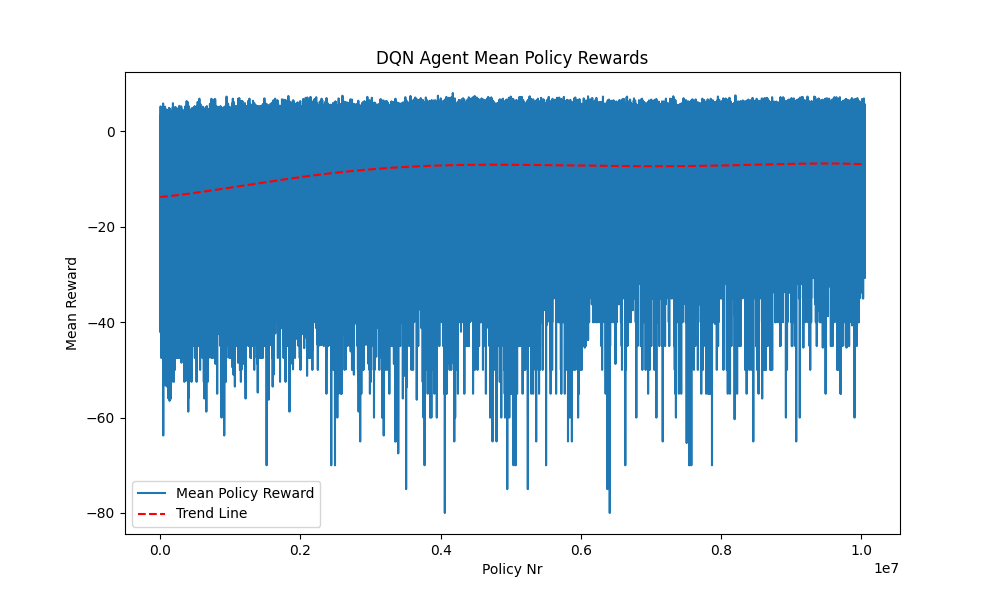 DQN Agent Mean Policy Rewards
Mean Reward
0
−20
−40
−60
−80
Mean Policy Reward
Trend Line
0.0 0.2 0.4 0.6 0.8 1.0
1e7
Policy Nr